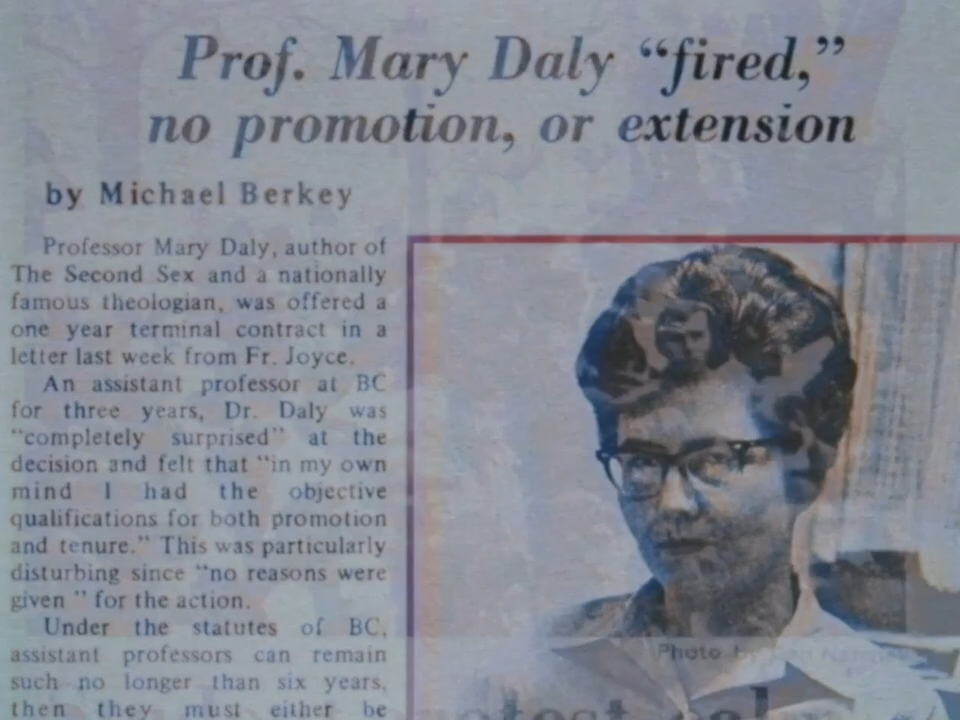 Prof. Mary Daly “fired,”
no promotion, or extension
by Michael Berkey
Professor Mary Daly, author of
The Second Sex and a nationally
famous theologian, was offered a
one year terminal contract in a
letter last week from Fr. Joyce.
An assistant professor at BC
for three years, Dr. Daly was
“completely surprised” at the
decision and felt that “in my own
mind I had the objective
qualifications for both promotion
and tenure.” This was particularly
disturbing since “no reasons were
given ” for the action.
Under the statutes of BC,
assistant professors can remain
such no longer than six years,
then they must either be
Photo by